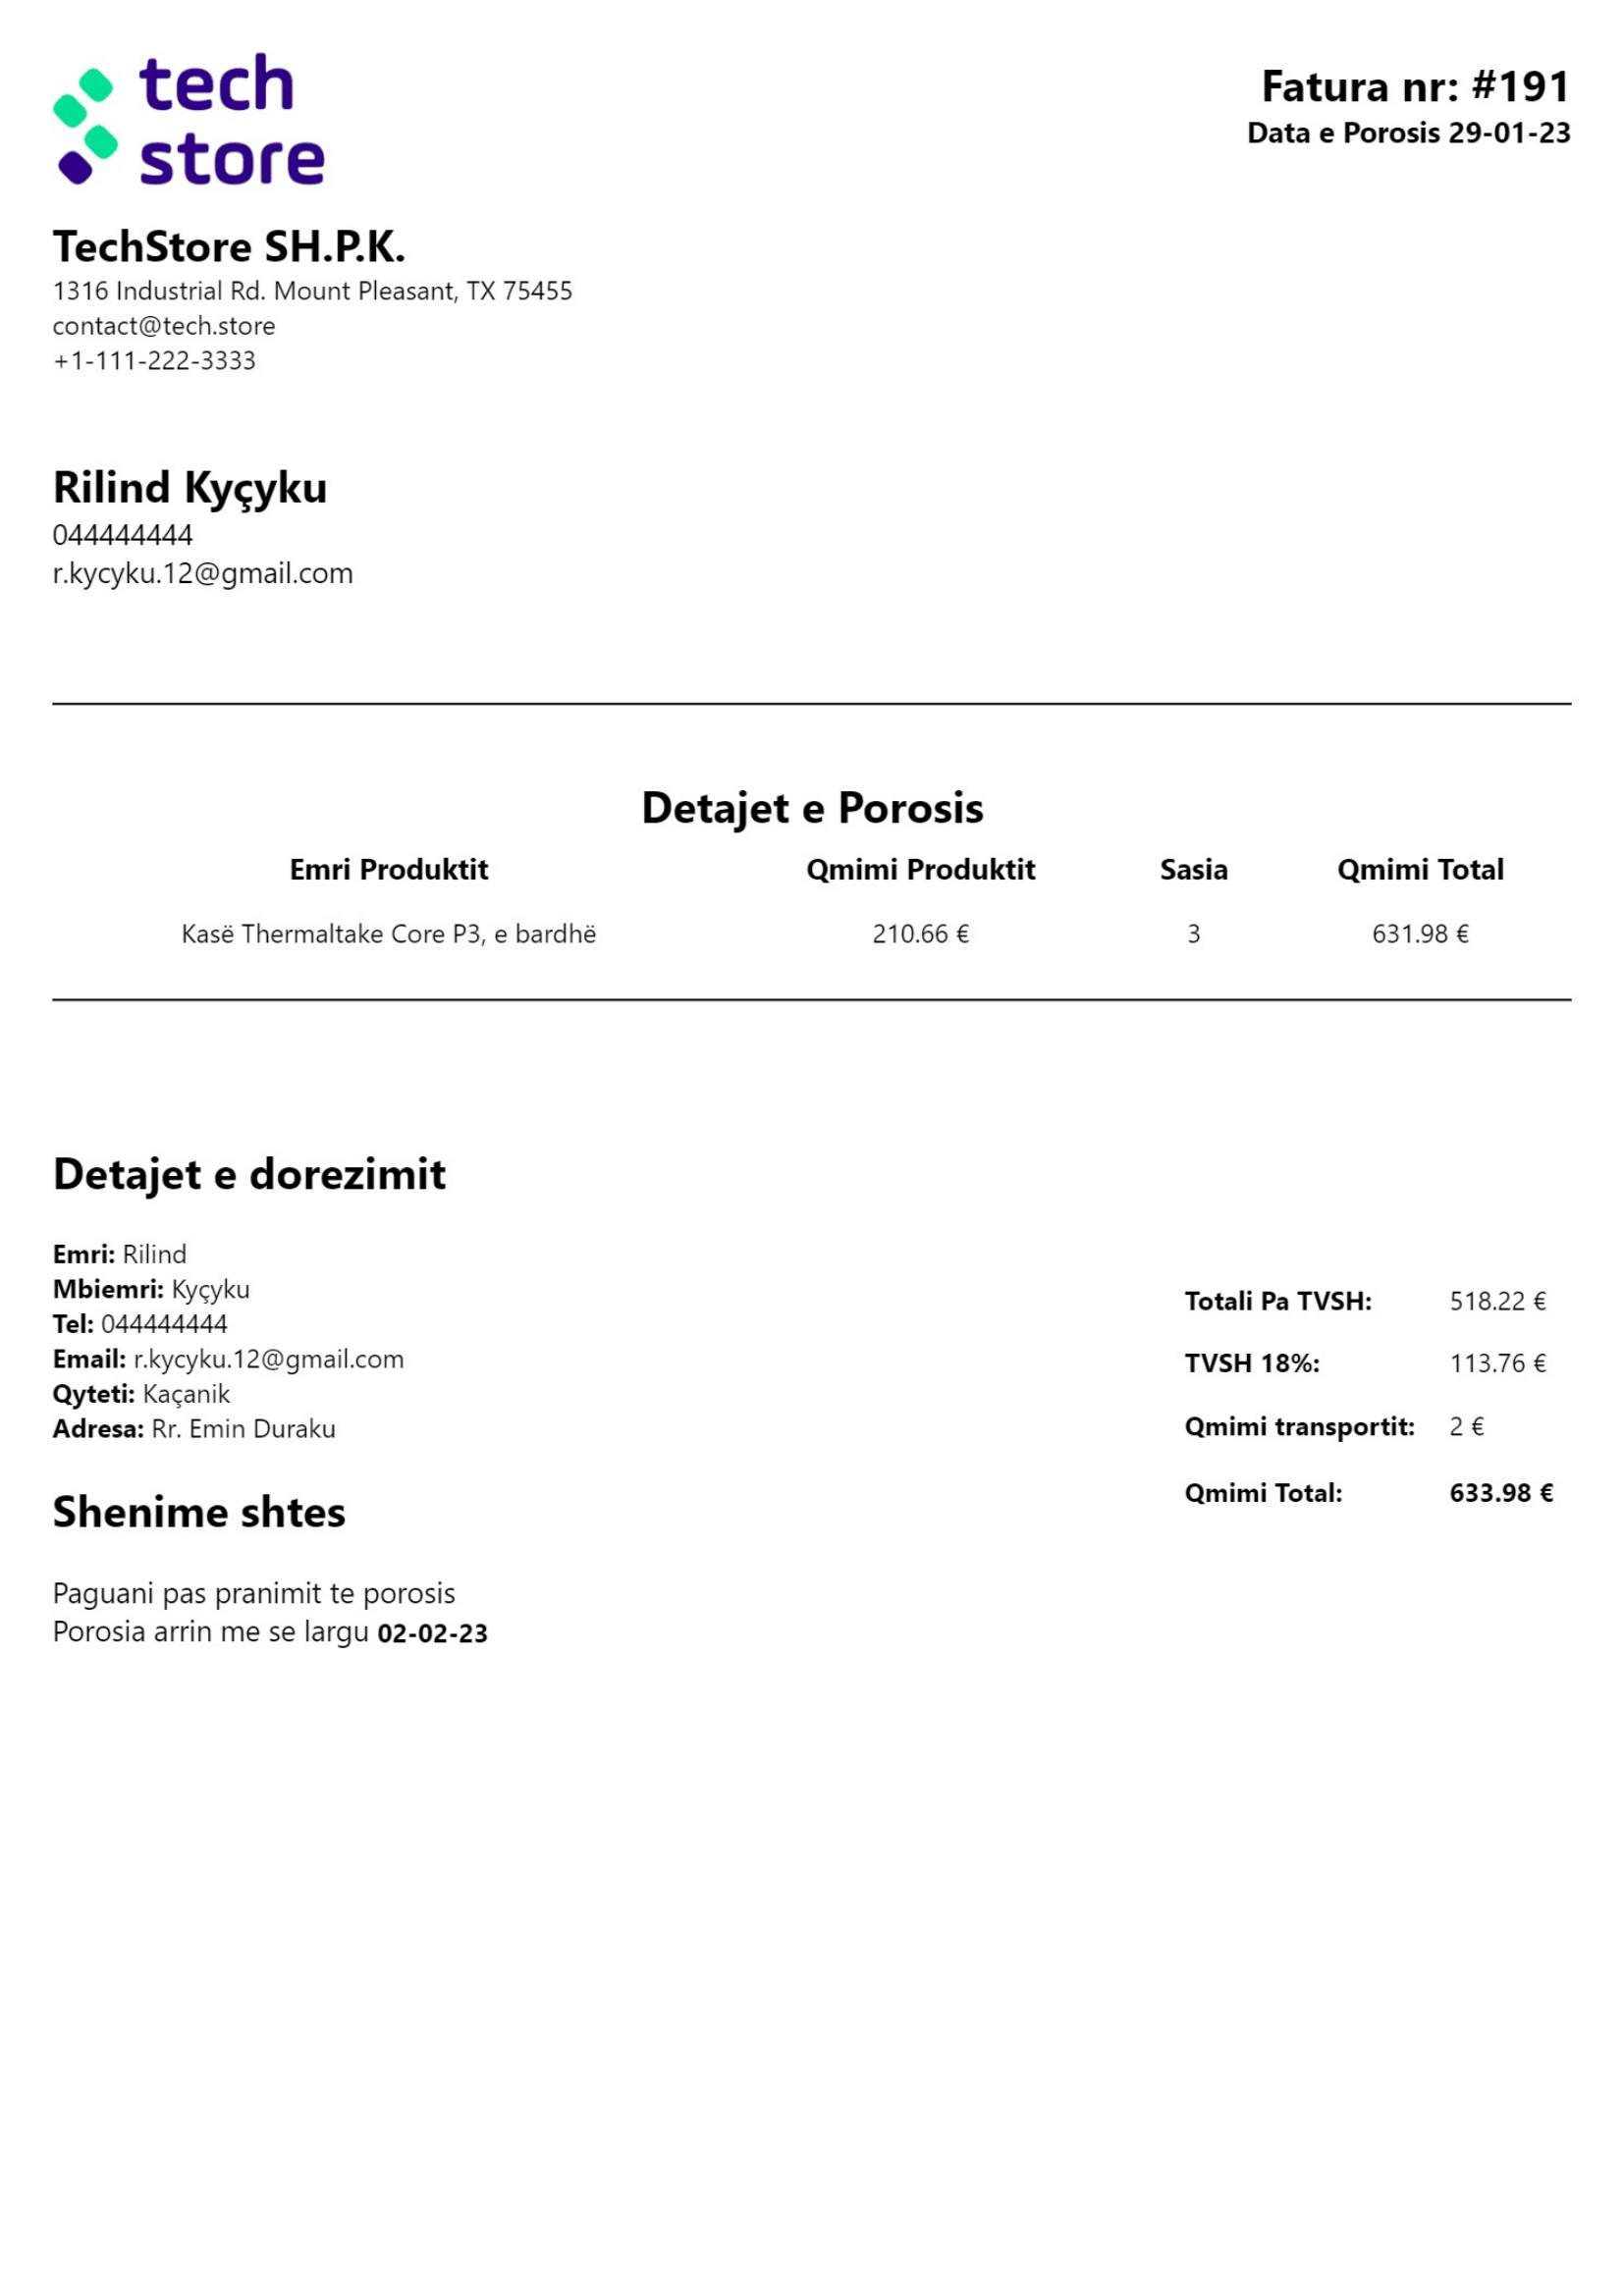 tech
store
Fatura nr: #191
Data e Porosis 29-01-23
TechStore SH.P.K.
1316 Industrial Rd. Mount Pleasant, TX 75455
contact@tech.store
+1-111-222-3333
Rilind Kyçyku
044444444
r.kycyku.12@gmail.com
Detajet e Porosis
Emri Produktit Qmimi Produktit Sasia Qmimi Total
Kasë Thermaltake Core P3, e bardhë 210.66 € 3 631.98 €
Detajet e dorezimit
Emri: Rilind
Mbiemri: Kyçyku
Tel: 044444444
Email: r.kycyku.12@gmail.com
Qyteti: Kaçanik
Adresa: Rr. Emin Duraku
Totali Pa TVSH: 518.22 €
TVSH 18%: 113.76 €
Qmimi transportit: 2 €
Qmimi Total: 633.98 €
Shenime shtes
Paguani pas pranimit te porosis
Porosia arrin me se largu 02-02-23